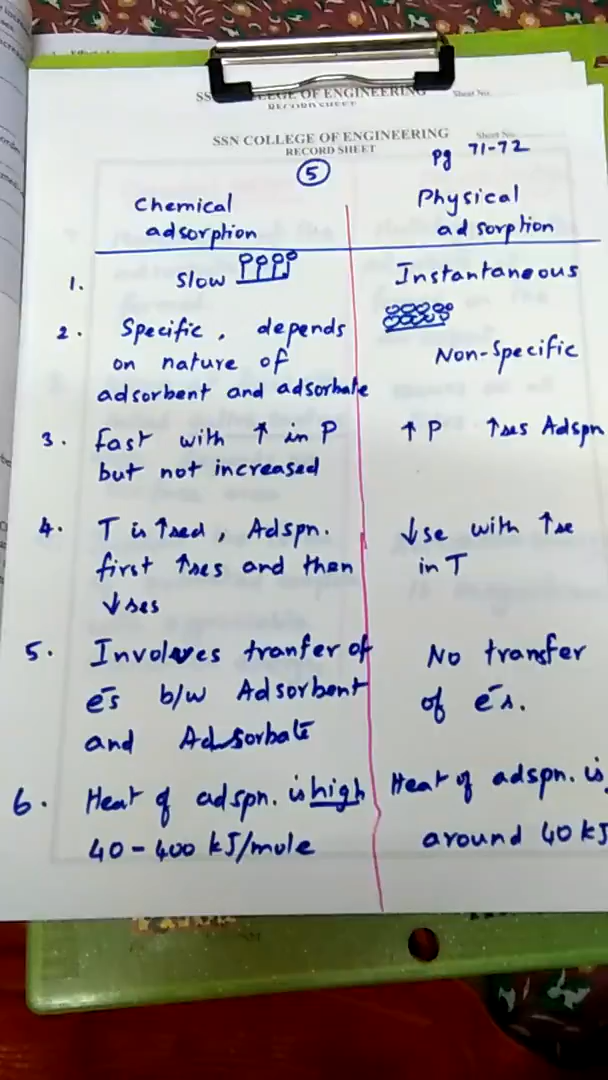 LEGE OF ENGINEERING
RECORD SHEET
Sheet No.
SSN COLLEGE OF ENGINEERING
RECORD SHEET
Sheet No.
Pg 71-72
5
Chemical adsorption
Physical adsorption
1. Slow
Instantaneous
2. Specific, depends
on nature of
adsorbent and adsorbate
Non-Specific
3. fast with ↑ in P
but not increased
↑ P ↑ses Adspn
4. T is ↑sed, Adspn.
first ↑ses and then
↓ses
↓se with ↑se
in T
5. Involves tranfer of
e⁻s b/w Adsorbent
and Adsorbate
No transfer
of e⁻s.
6. Heat of adspn. is high
40-400 kJ/mole
Heat of adspn. is
around 40 kJ